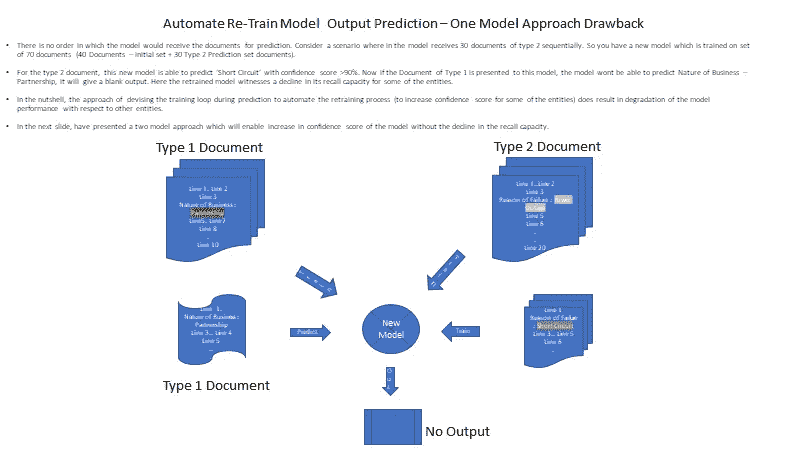 Automate Re-Train Model Output Prediction – One Model Approach Drawback
• There is no order in which the model would receive the documents for prediction. Consider a scenario where in the model receives 30 documents of type 2 sequentially. So you have a new model which is trained on set
of 70 documents (40 Documents – initial set + 30 Type 2 Prediction set documents).
• For the type 2 document, this new model is able to predict 'Short Circuit' with confidence score >90%. Now if the Document of Type 1 is presented to this model, the model wont be able to predict Nature of Business –
Partnership, it will give a blank output. Here the retrained model witnesses a decline in its recall capacity for some of the entities.
• In the nutshell, the approach of devising the training loop during prediction to automate the retraining process (to increase confidence score for some of the entities) does result in degradation of the model
performance with respect to other entities.
• In the next slide, have presented a two model approach which will enable increase in confidence score of the model without the decline in the recall capacity.
Type 1 Document
Type 2 Document
Line 1.. Line 2
Line 3
Nature of Business :
Line 8
.
Line 10
Line 1...Line 2
Line 3
Reason of Failure :
Line 5
Line 6
.
.
Line 20
Line 1.
Nature of Business :
Partnership
Line 3... Line 4
Line 5
Predict
New
Model
Train
Line 1
Reason of Failure
: Short Circuit
Line 3... Line 5
Line 6
.
Type 1 Document
No Output